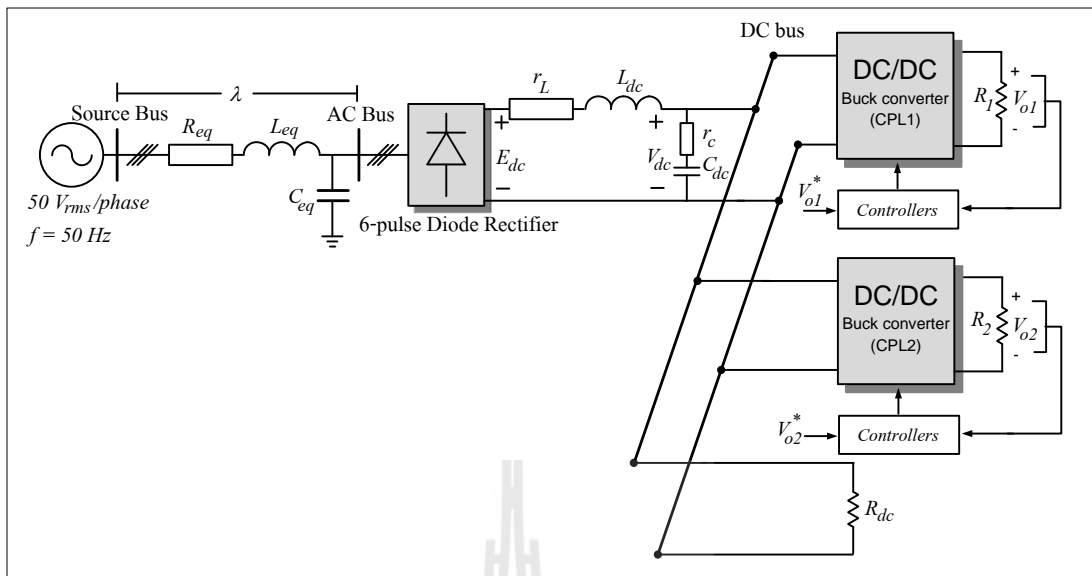 DC bus
λ
Source Bus
AC Bus
R_eq
L_eq
C_eq
50 V_rms/phase
f = 50 Hz
+
E_dc
−
6-pulse Diode Rectifier
r_L
L_dc
+
V_dc
−
r_c
C_dc
DC/DC
Buck converter
(CPL1)
R_1
+
V_o1
-
V_o1^*
Controllers
DC/DC
Buck converter
(CPL2)
R_2
+
V_o2
-
V_o2^*
Controllers
R_dc